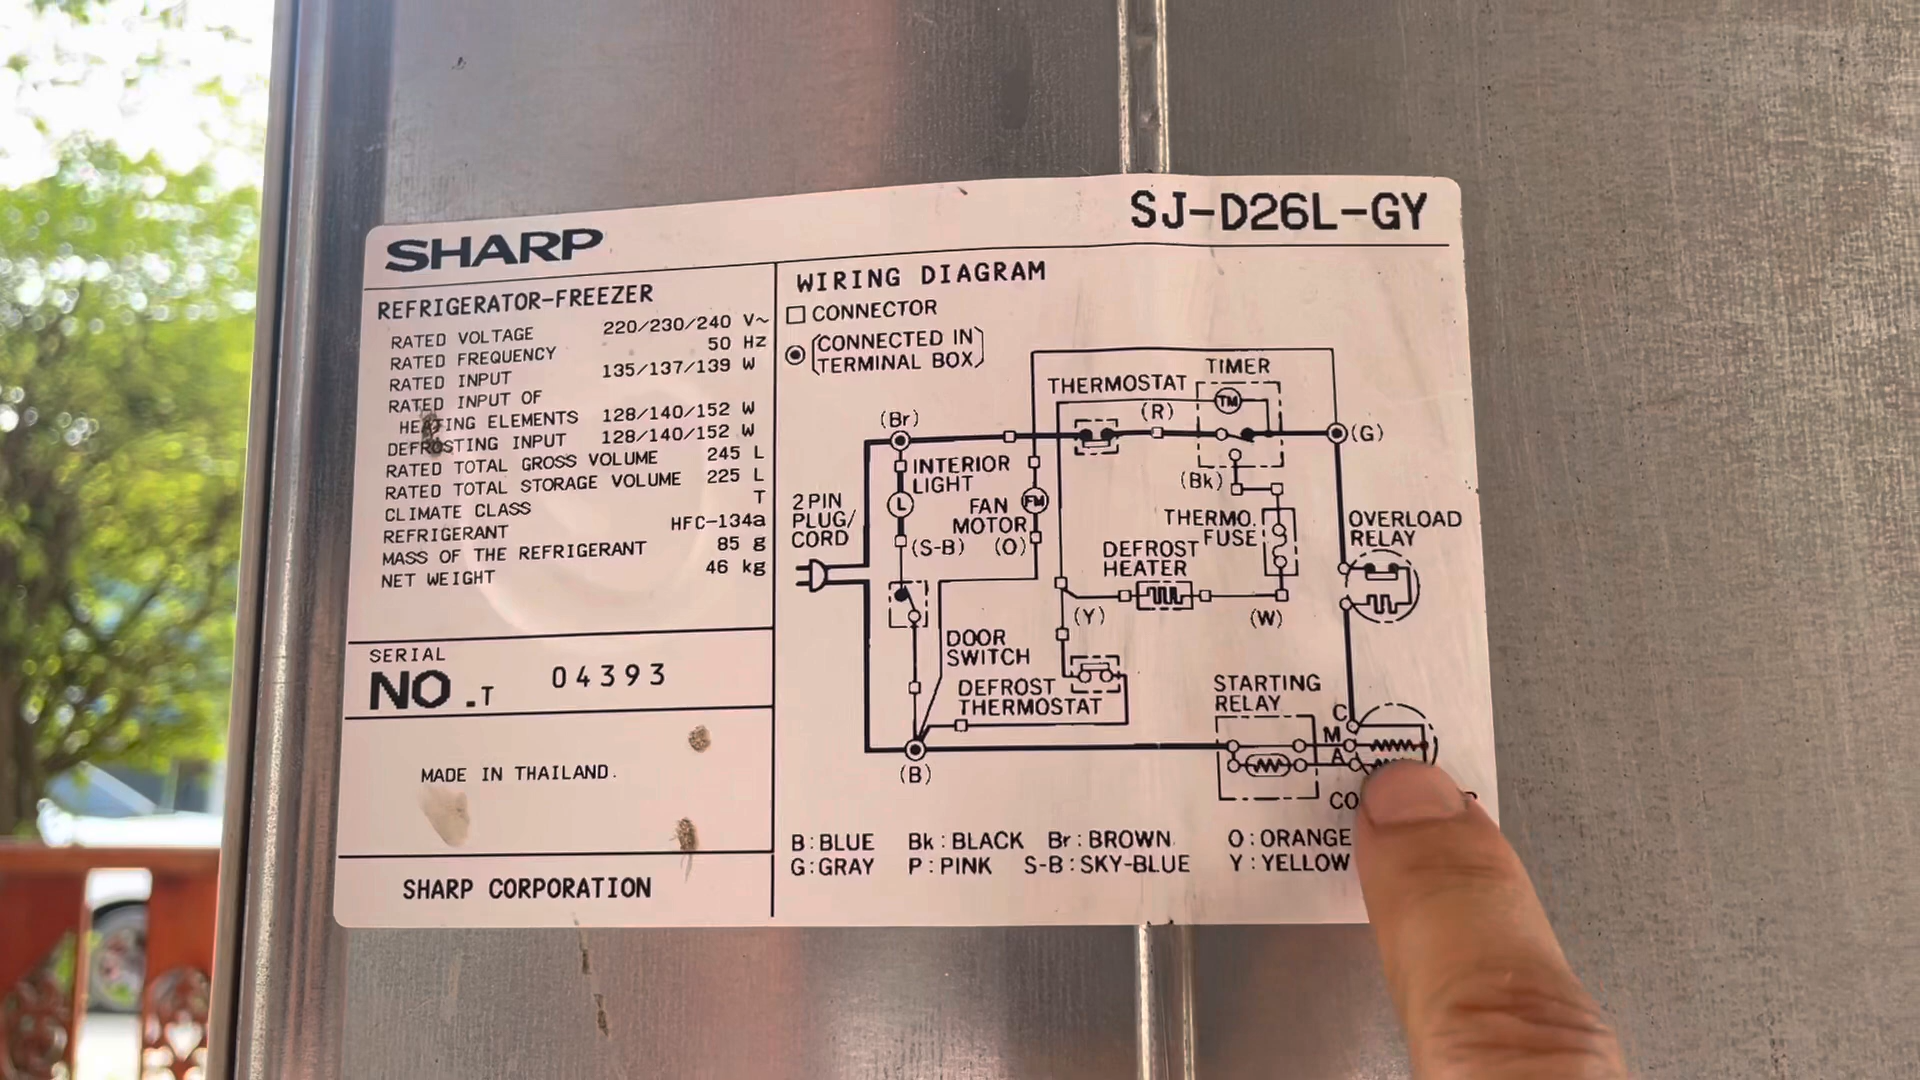 SHARP
SJ-D26L-GY
REFRIGERATOR-FREEZER
RATED VOLTAGE 220/230/240 V~
RATED FREQUENCY 50 Hz
RATED INPUT 135/137/139 W
RATED INPUT OF
HEATING ELEMENTS 128/140/152 W
DEFROSTING INPUT 128/140/152 W
RATED TOTAL GROSS VOLUME 245 L
RATED TOTAL STORAGE VOLUME 225 L
CLIMATE CLASS T
REFRIGERANT HFC-134a
MASS OF THE REFRIGERANT 85 g
NET WEIGHT 46 kg
SERIAL
NO.T 04393
MADE IN THAILAND.
SHARP CORPORATION
WIRING DIAGRAM
CONNECTOR
(CONNECTED IN
TERMINAL BOX)
TIMER
THERMOSTAT
TM
(R)
(Br)
(G)
INTERIOR
LIGHT
L
(Bk)
2 PIN
PLUG/
CORD
FAN
MOTOR
FM
(S-B)
(O)
THERMO.
FUSE
OVERLOAD
RELAY
DEFROST
HEATER
(Y)
(W)
DOOR
SWITCH
DEFROST
THERMOSTAT
STARTING
RELAY
C
M
A
(B)
B:BLUE Bk:BLACK Br:BROWN O:ORANGE
G:GRAY P:PINK S-B:SKY-BLUE Y:YELLOW